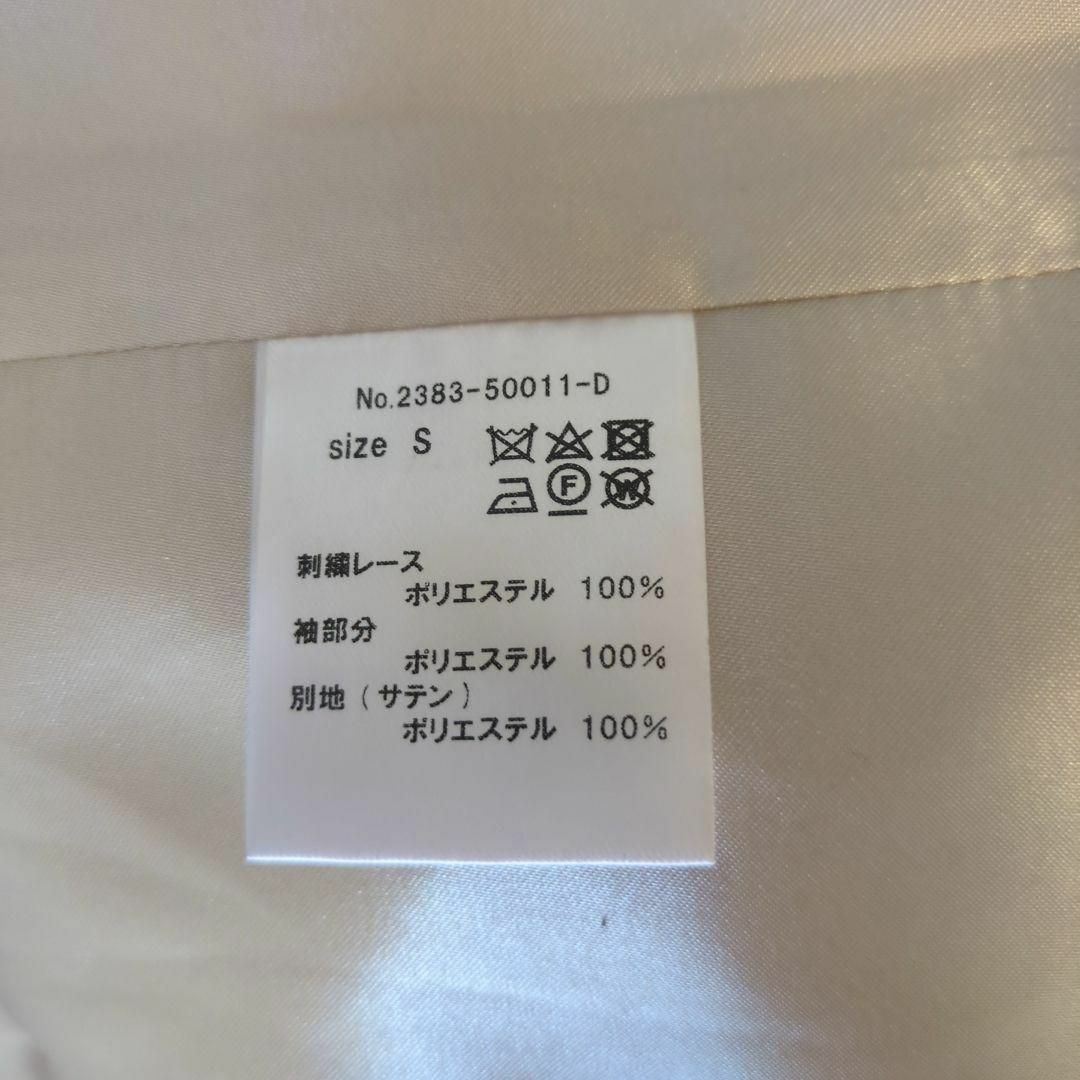 No.2383-50011-D
size S
F W
刺繍レース
ポリエステル 100%
袖部分
ポリエステル 100%
別地(サテン)
ポリエステル 100%